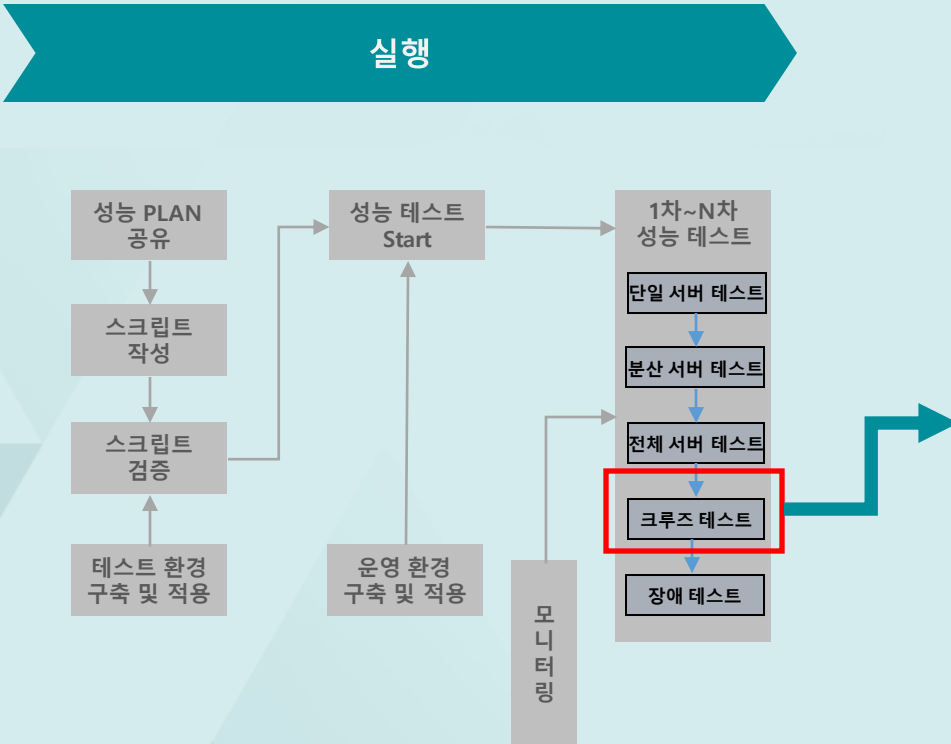 실행
성능 PLAN
공유
스크립트
작성
스크립트
검증
테스트 환경
구축 및 적용
성능 테스트
Start
운영 환경
구축 및 적용
모
니
터
링
1차~N차
성능 테스트
단일 서버 테스트
분산 서버 테스트
전체 서버 테스트
크루즈 테스트
장애 테스트